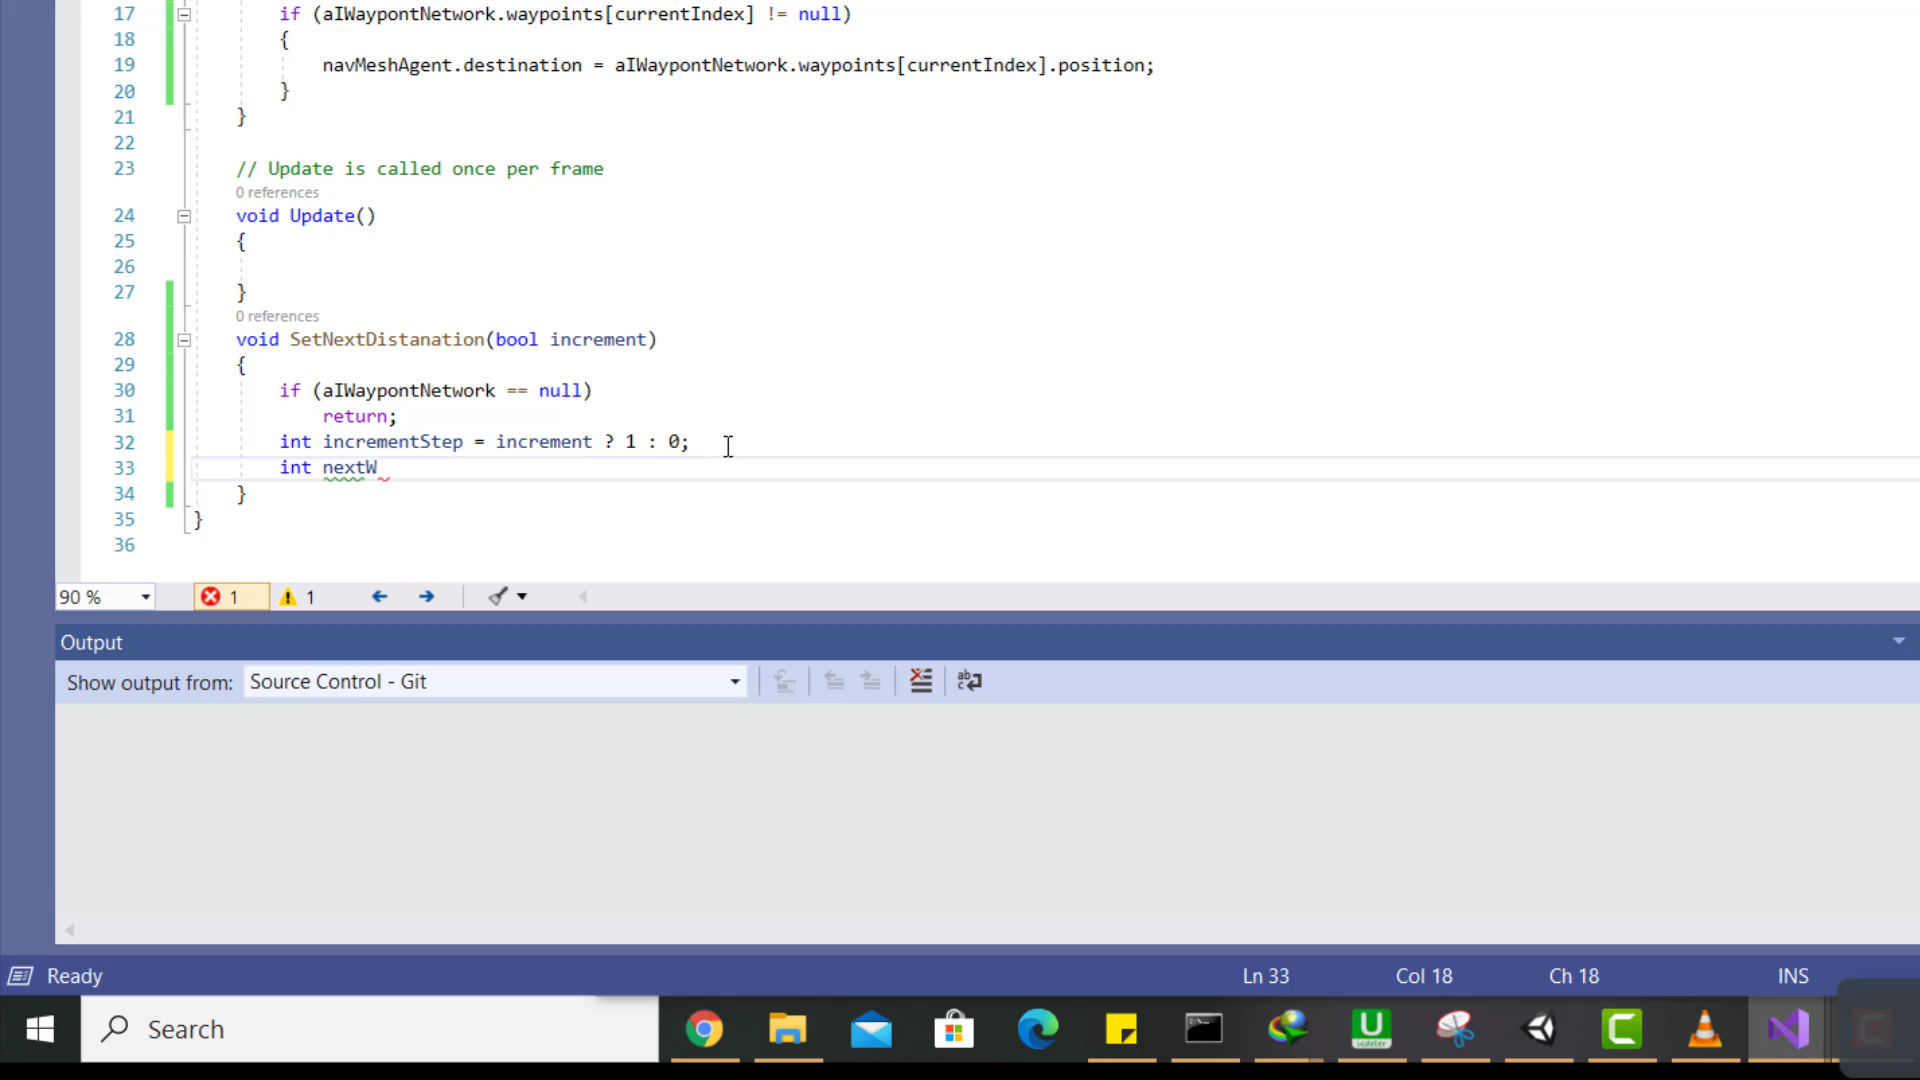 17 if (aIWaypontNetwork.waypoints[currentIndex] != null)
18 {
19 navMeshAgent.destination = aIWaypontNetwork.waypoints[currentIndex].position;
20 }
21 }
22
23 // Update is called once per frame
0 references
24 void Update()
25 {
26
27 }
0 references
28 void SetNextDistanation(bool increment)
29 {
30 if (aIWaypontNetwork == null)
31 return;
32 int incrementStep = increment ? 1 : 0;
33 int nextW
34 }
35 }
36
90 % 1 1
Output
Show output from: Source Control - Git
Ready Ln 33 Col 18 Ch 18 INS
Search